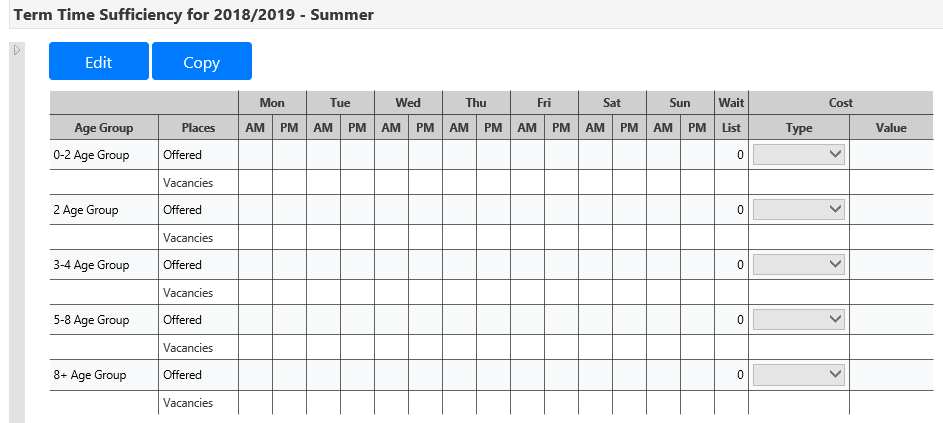 Term Time Sufficiency for 2018/2019 - Summer
Edit Copy
Mon Tue Wed Thu Fri Sat Sun Wait Cost
Age Group Places AM PM AM PM AM PM AM PM AM PM AM PM AM PM List Type Value
0-2 Age Group Offered 0
Vacancies
2 Age Group Offered 0
Vacancies
3-4 Age Group Offered 0
Vacancies
5-8 Age Group Offered 0
Vacancies
8+ Age Group Offered 0
Vacancies